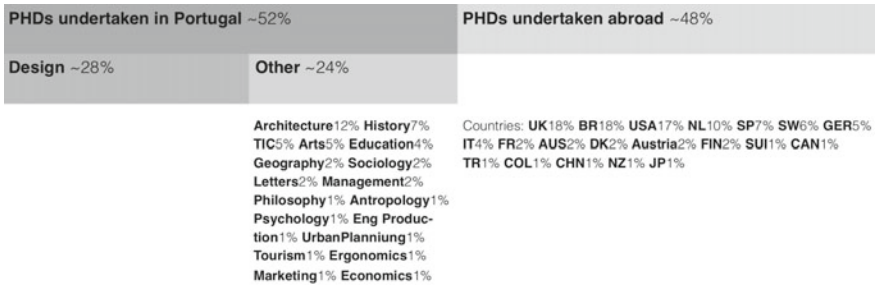 PHDs undertaken in Portugal ~52%
PHDs undertaken abroad ~48%
Design ~28%
Other ~24%
Architecture12% History7%
TIC5% Arts5% Education4%
Geography2% Sociology2%
Letters2% Management2%
Philosophy1% Antropology1%
Psychology1% Eng Produc-
tion1% UrbanPlanniung1%
Tourism1% Ergonomics1%
Marketing1% Economics1%
Countries: UK18% BR18% USA17% NL10% SP7% SW6% GER5%
IT4% FR2% AUS2% DK2% Austria2% FIN2% SUI1% CAN1%
TR1% COL1% CHN1% NZ1% JP1%